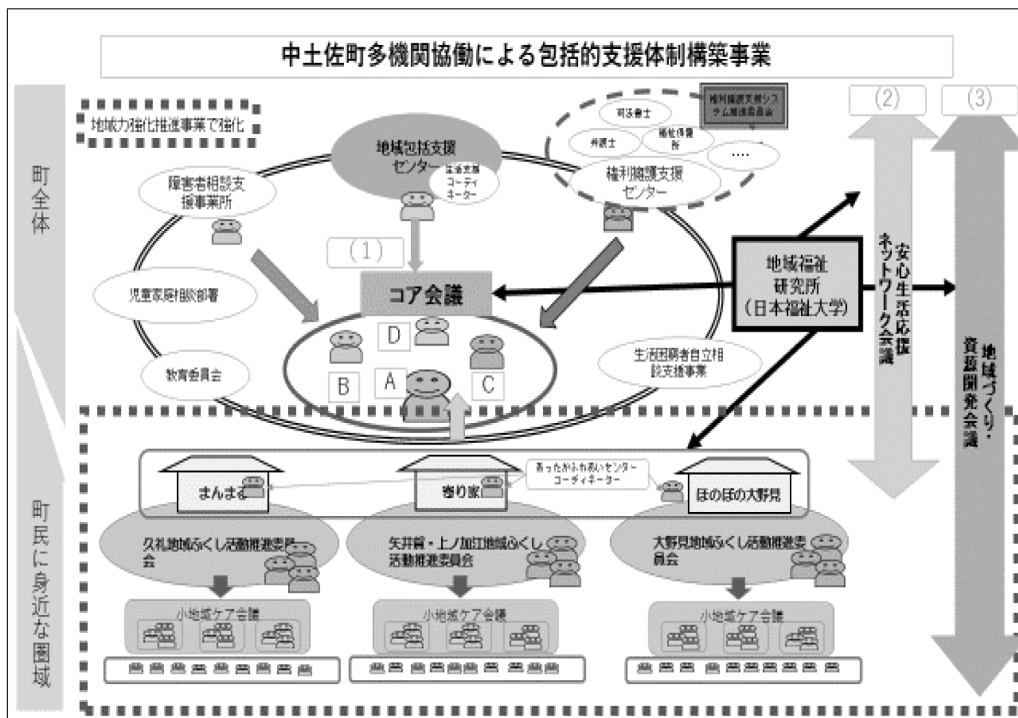 中土佐町多機関協働による包括的支援体制構築事業
地域力強化推進事業で強化
町全体
町民に身近な圏域
障害者相談支
援事業所
児童家庭相談部署
教育委員会
地域包括支援
センター
生活支援
コーディ
ネーター
(1)
コア会議
A
B
C
D
司法書士
弁護士
福祉保健
所
....
権利擁護支援
センター
権利擁護支援シス
テム推進委員会
生活困窮者自立相
談支援事業
地域福祉
研究所
(日本福祉大学)
(2)
安心生活応援
ネットワーク会議
(3)
地域づくり・
資源開発会議
まんまる
寄り家
あったかふれあいセンター
コーディネーター
ほのぼの大野見
久礼地域ふくし活動推進委員
会
矢井賀・上ノ加江地域ふくし
活動推進委員会
大野見地域ふくし活動推進委
員会
小地域ケア会議
小地域ケア会議
小地域ケア会議